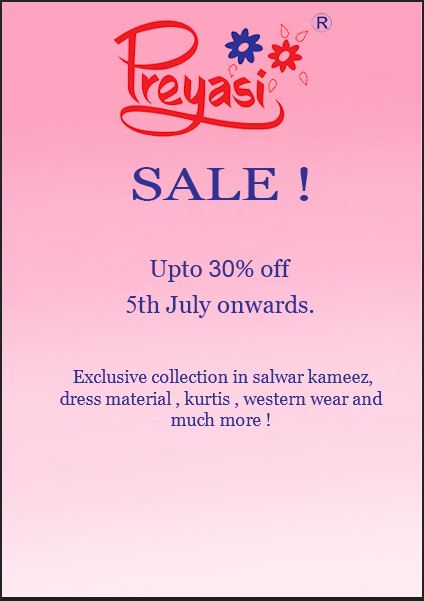 Preyasi ®
SALE !
Upto 30% off
5th July onwards.
Exclusive collection in salwar kameez,
dress material , kurtis , western wear and
much more !